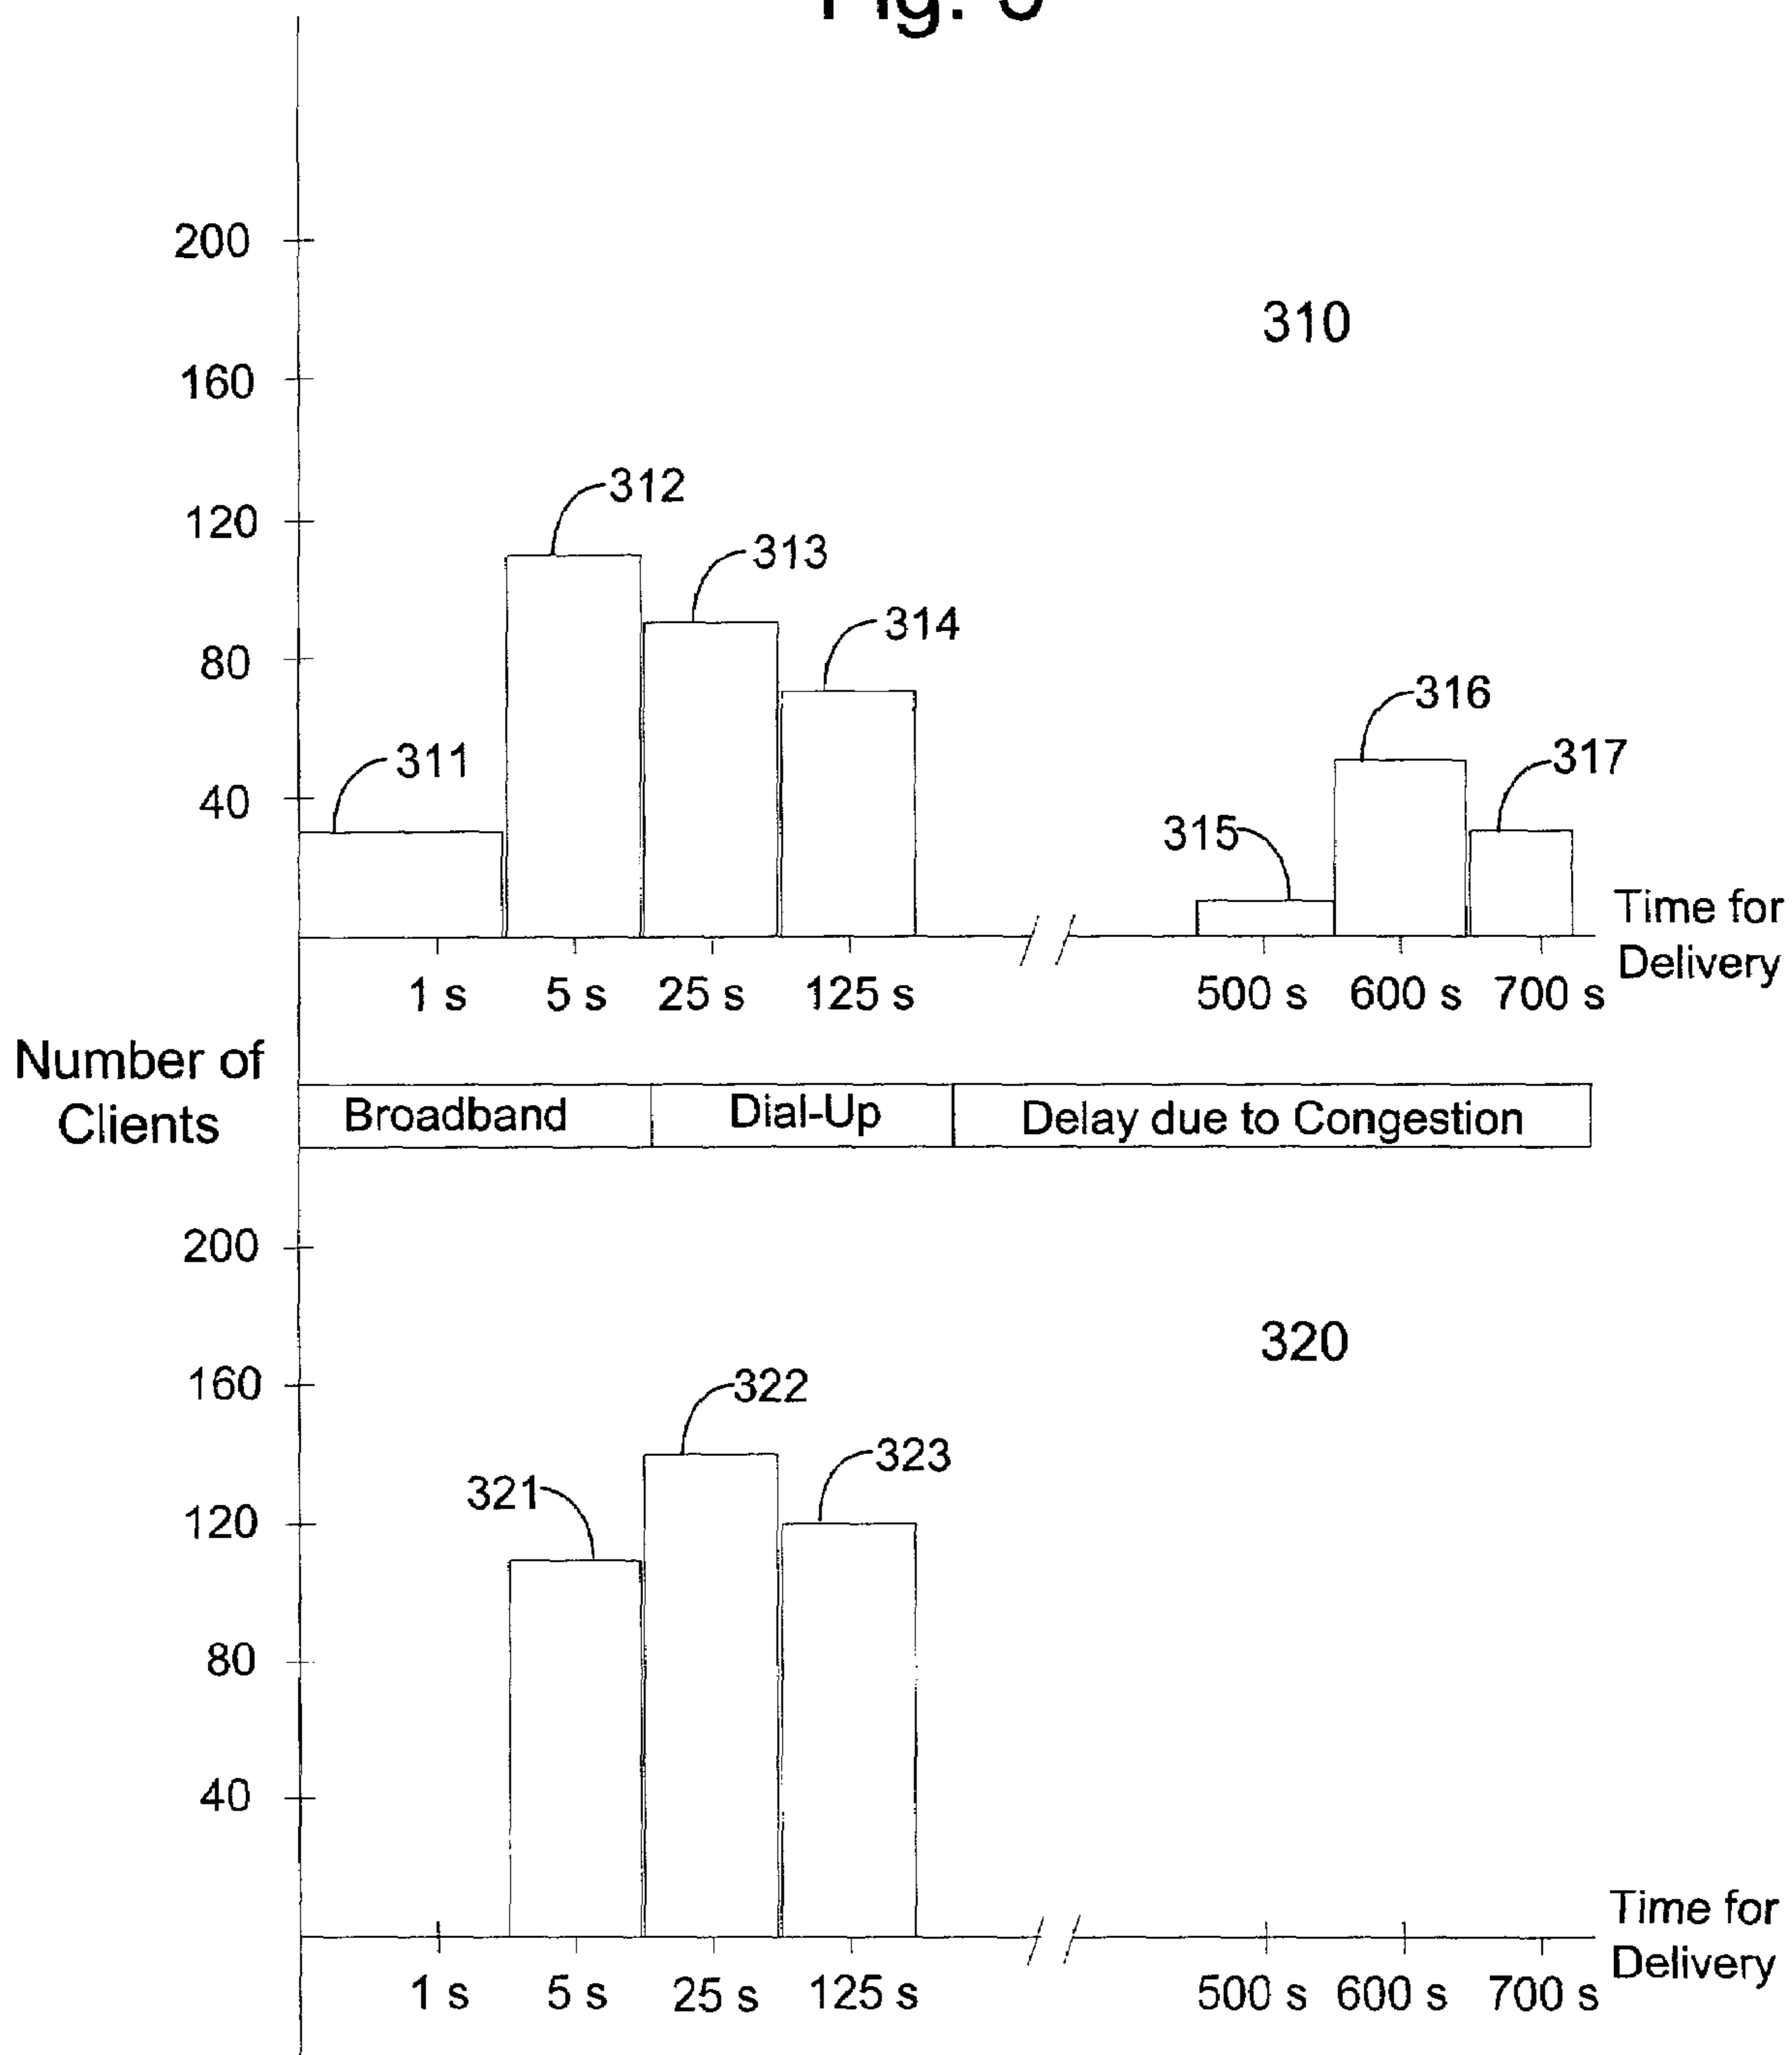 200
310
160
312
120
313
314
80
316
311
317
40
315
Time for
Delivery
1 s 5 s 25 s 125 s 500 s 600 s 700 s
Number of
Clients
Broadband Dial-Up Delay due to Congestion
200
320
160
322
323
321
120
80
40
Time for
Delivery
1 s 5 s 25 s 125 s 500 s 600 s 700 s